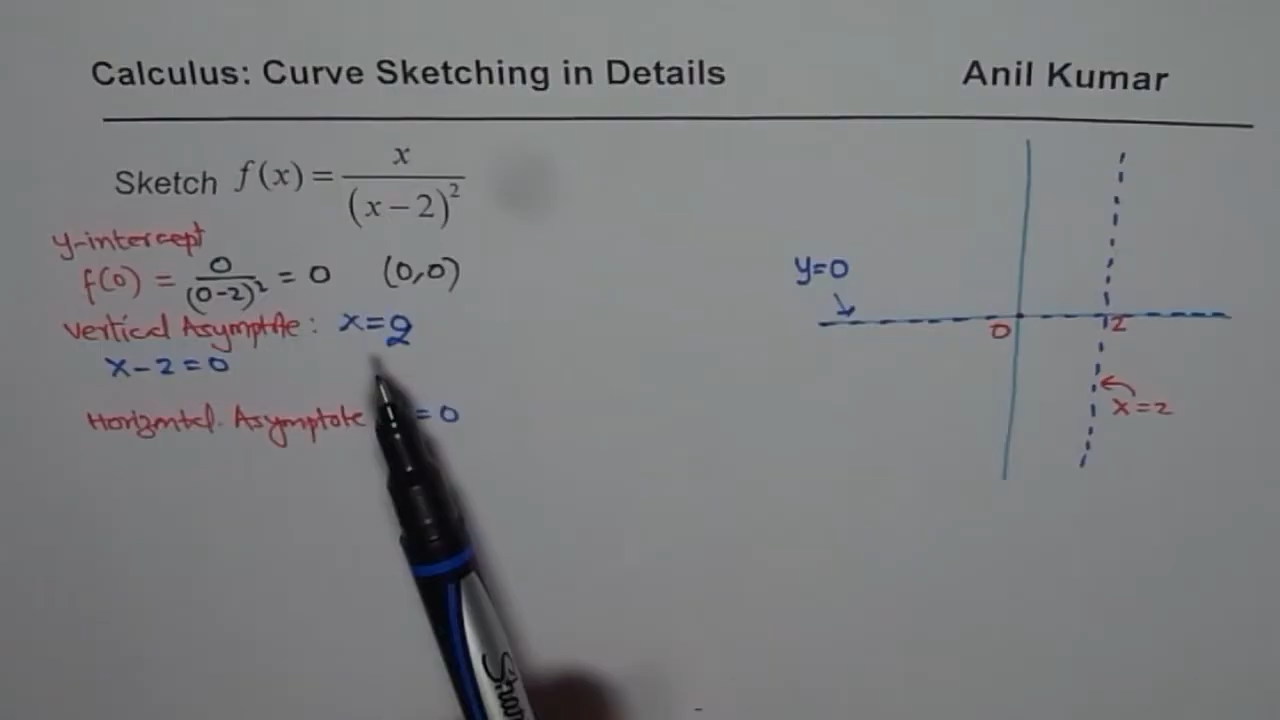 Calculus: Curve Sketching in Details
Anil Kumar
Sketch f(x) = x/(x−2)²
y-intercept
f(0) = 0/(0-2)² = 0 (0,0)
Vertical Asymptote: x=2
x-2=0
Horizontal. Asymptote =0
y=0
0
2
x=2
Shar